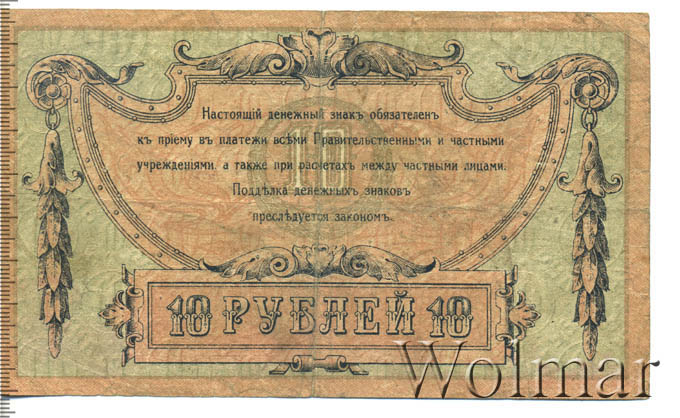 Настоящій денежный знакъ обязателенъ
къ пріему въ платежи всѣми Правительственными и частными
учрежденіями, а также при расчетахъ между частными лицами.
Поддѣлка денежныхъ знаковъ
преслѣдуется закономъ.
10
10 РУБЛЕЙ 10
Wolmar